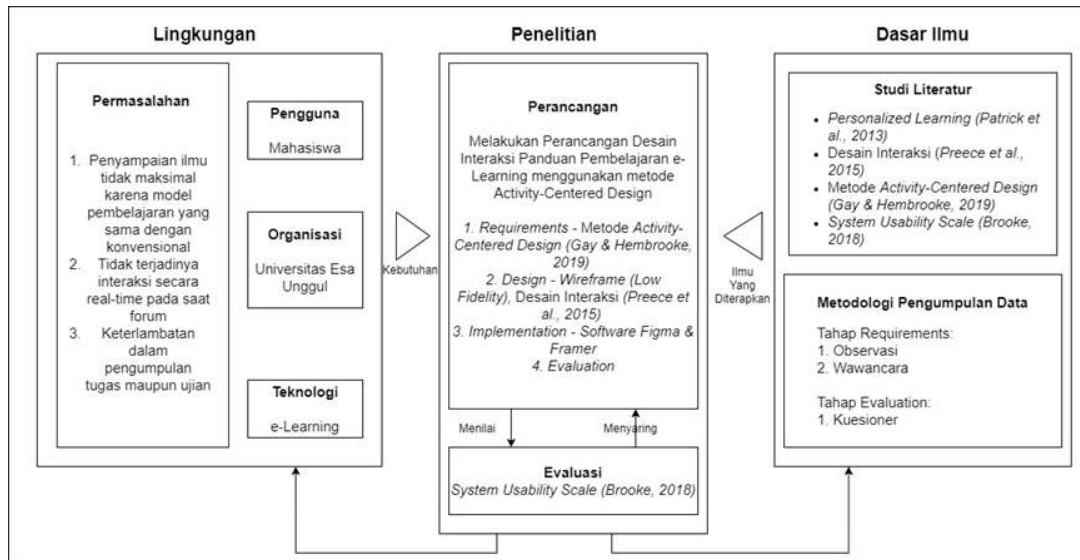 Lingkungan
Permasalahan
1. Penyampaian ilmu
tidak maksimal
karena model
pembelajaran yang
sama dengan
konvensional
2. Tidak terjadinya
interaksi secara
real-time pada saat
forum
3. Keterlambatan
dalam
pengumpulan
tugas maupun ujian
Pengguna
Mahasiswa
Organisasi
Universitas Esa
Unggul
Teknologi
e-Learning
Kebutuhan
Penelitian
Perancangan
Melakukan Perancangan Desain
Interaksi Panduan Pembelajaran e-
Learning menggunakan metode
Activity-Centered Design
1. Requirements - Metode Activity-
Centered Design (Gay & Hembrooke,
2019)
2. Design - Wireframe (Low
Fidelity), Desain Interaksi (Preece et
al., 2015)
3. Implementation - Software Figma &
Framer
4. Evaluation
Menilai
Menyaring
Evaluasi
System Usability Scale (Brooke, 2018)
Ilmu
Yang
Diterapkan
Dasar Ilmu
Studi Literatur
• Personalized Learning (Patrick et
al., 2013)
• Desain Interaksi (Preece et al.,
2015)
• Metode Activity-Centered Design
(Gay & Hembrooke, 2019)
• System Usability Scale (Brooke,
2018)
Metodologi Pengumpulan Data
Tahap Requirements:
1. Observasi
2. Wawancara
Tahap Evaluation:
1. Kuesioner